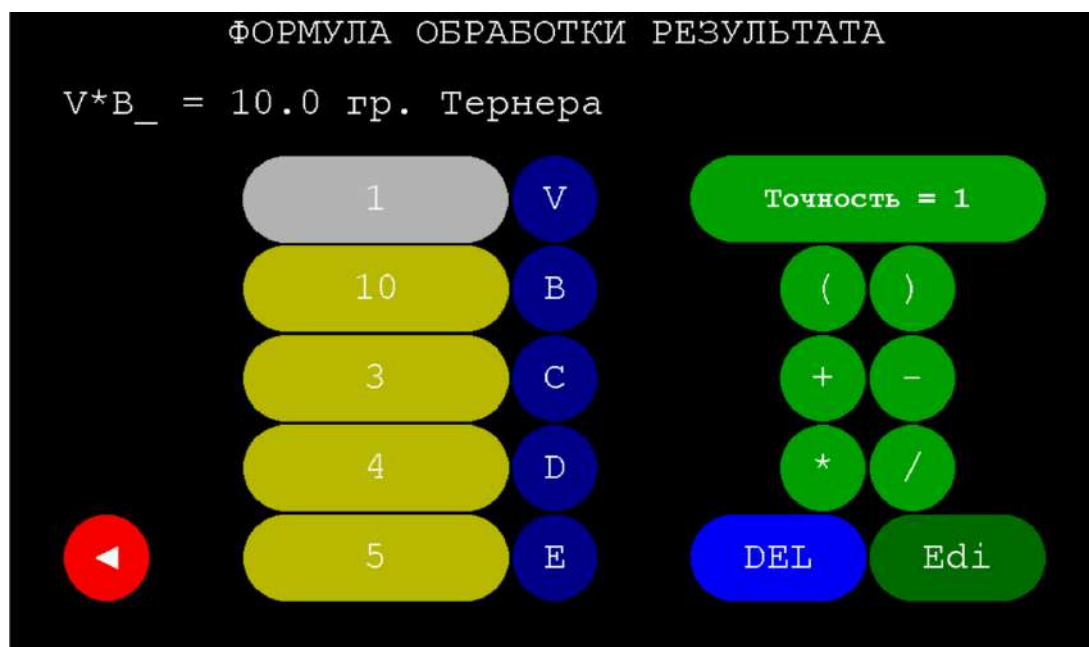 ФОРМУЛА ОБРАБОТКИ РЕЗУЛЬТАТА
V*B_ = 10.0 гр. Тернера
1 V Точность = 1
10 B ( )
3 C + -
4 D * /
◄ 5 E DEL Edi